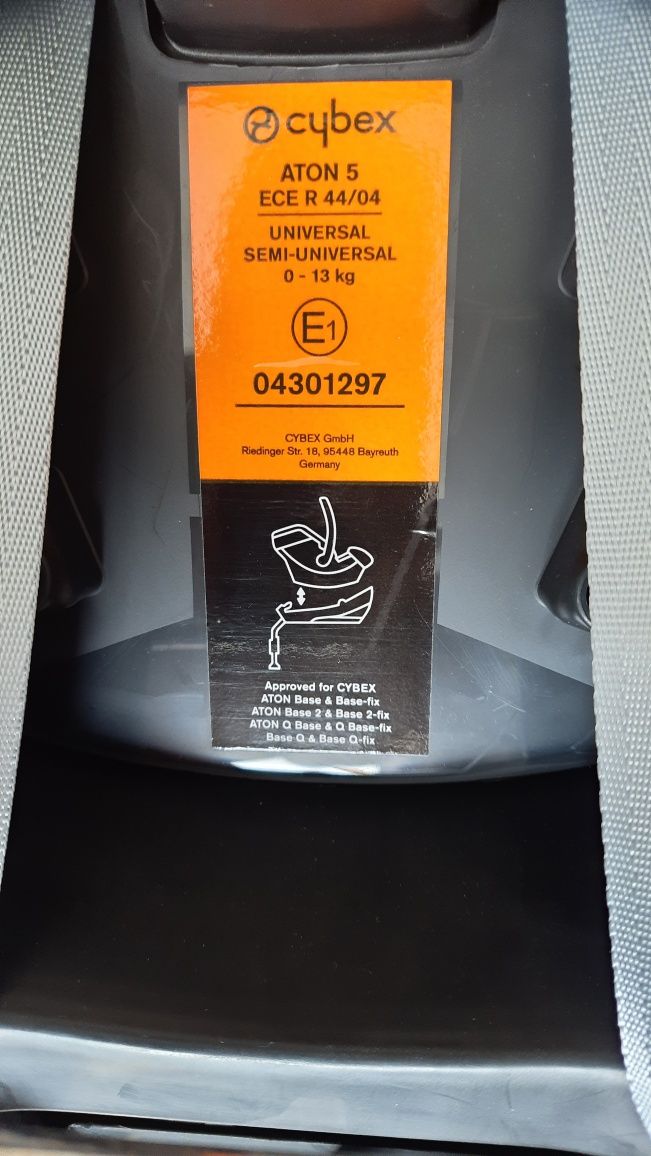 cybex
ATON 5
ECE R 44/04
UNIVERSAL
SEMI-UNIVERSAL
0 - 13 kg
E1
04301297
CYBEX GmbH
Riedinger Str. 18, 95448 Bayreuth
Germany
Approved for CYBEX
ATON Base & Base-fix
ATON Base 2 & Base 2-fix
ATON Q Base & Q Base-fix
Base Q & Base Q-fix